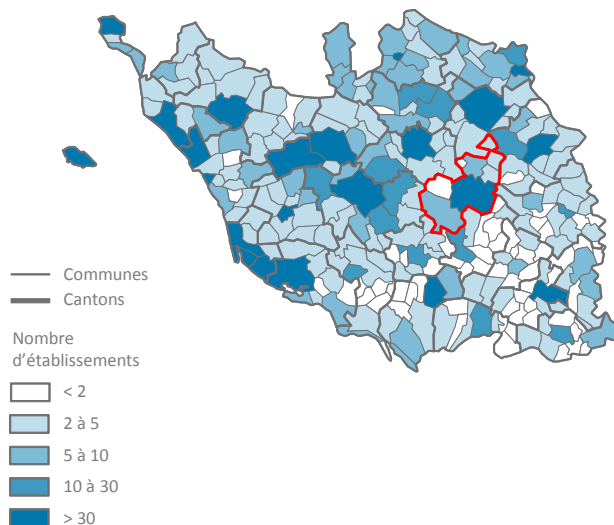 Communes
Cantons
Nombre
d’établissements
< 2
2 à 5
5 à 10
10 à 30
> 30